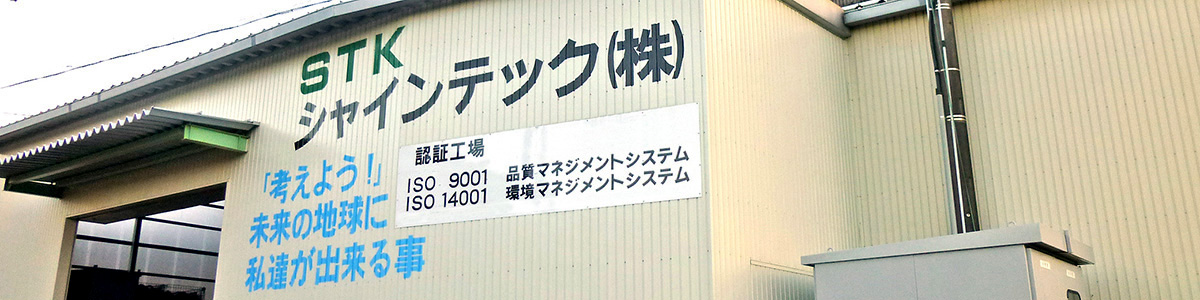 STK
シャインテック(株)
認証工場
ISO 9001 品質マネジメントシステム
ISO 14001 環境マネジメントシステム
「考えよう!」
未来の地球に
私達が出来る事